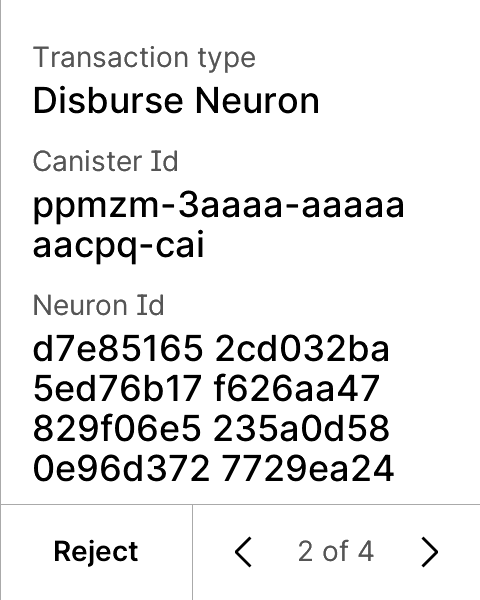 Transaction type
Disburse Neuron
Canister Id
ppmzm-3aaaa-aaaaa
aacpq-cai
Neuron Id
d7e85165 2cd032ba
5ed76b17 f626aa47
829f06e5 235a0d58
0e96d372 7729ea24
Reject
2 of 4